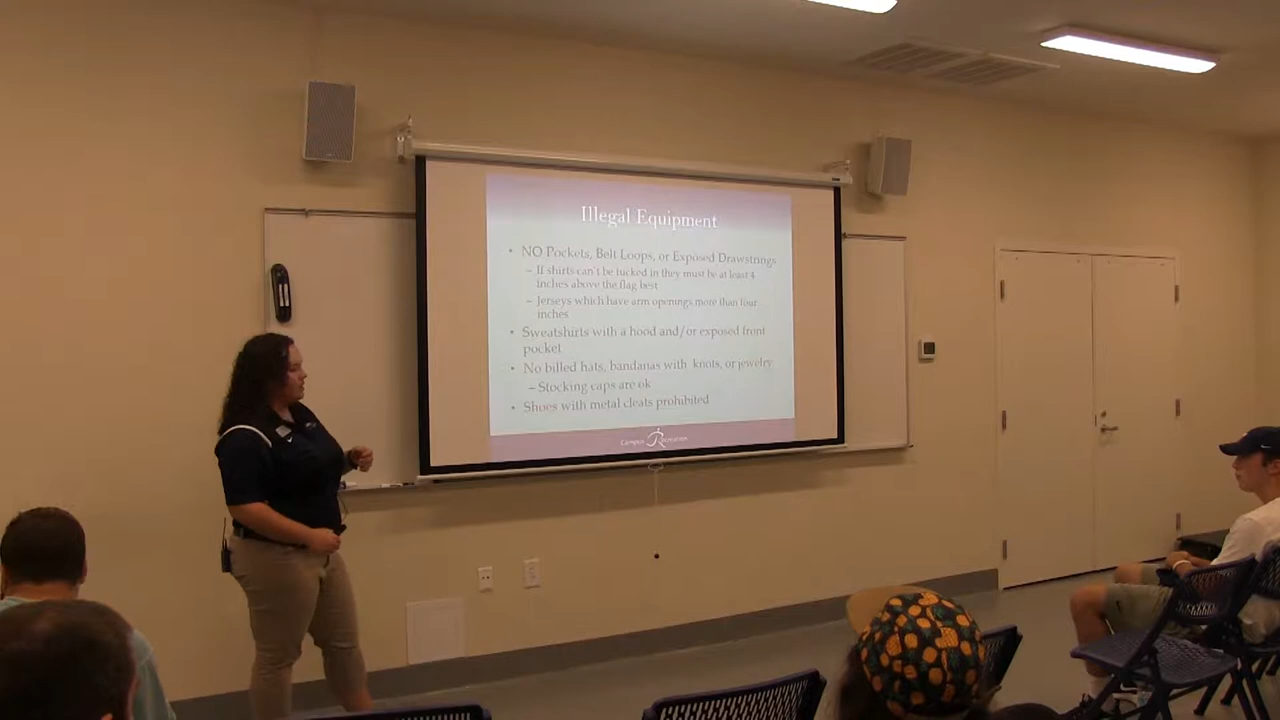 Illegal Equipment
• NO Pockets, Belt Loops, or Exposed Drawstrings
– If shirts can't be tucked in they must be at least 4
inches above the flag best
– Jerseys which have arm openings more than four
inches
• Sweatshirts with a hood and/or exposed front
pocket
• No billed hats, bandanas with knots, or jewelry
– Stocking caps are ok
• Shoes with metal cleats prohibited
Campus Recreation